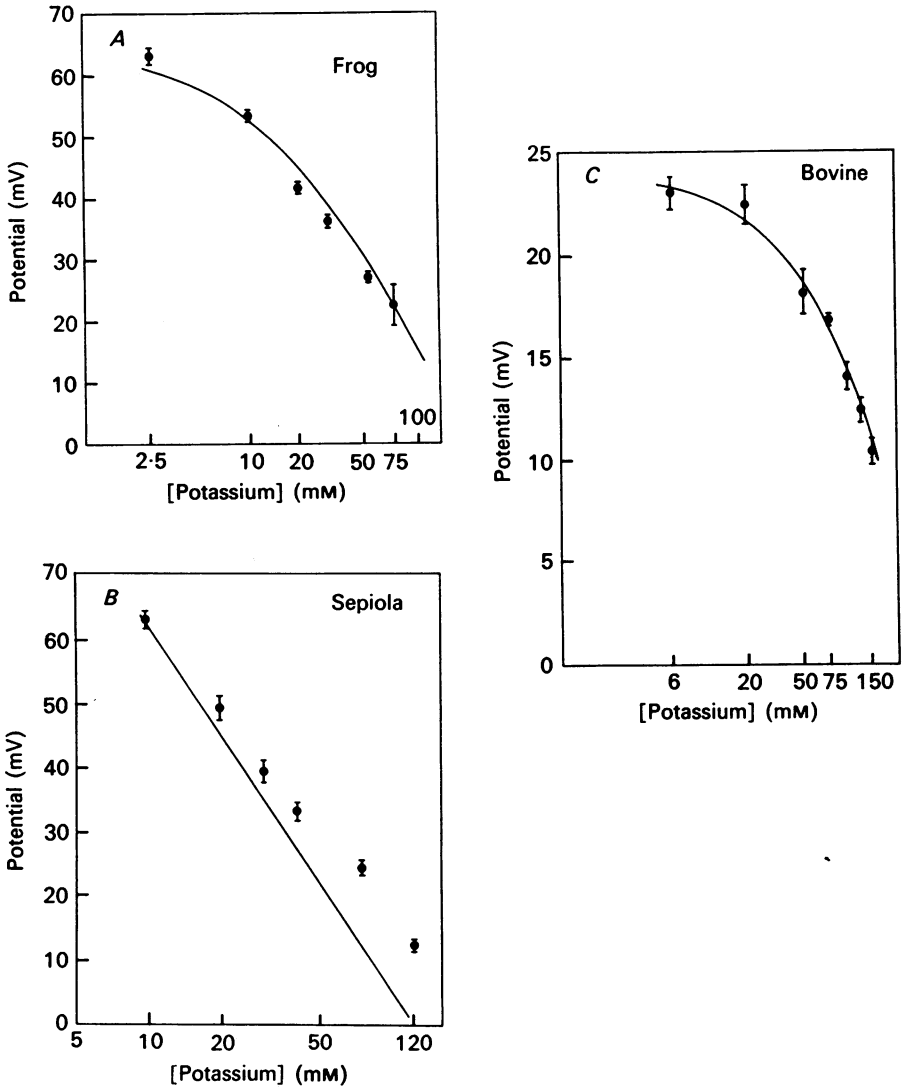 A
Frog
Potential (mV)
70
60
50
40
30
20
10
0
100
2·5 10 20 50 75
[Potassium] (mM)
B
Sepiola
Potential (mV)
70
60
50
40
30
20
10
0
5 10 20 50 120
[Potassium] (mM)
C
Bovine
Potential (mV)
25
20
15
10
5
0
6 20 50 75 150
[Potassium] (mM)